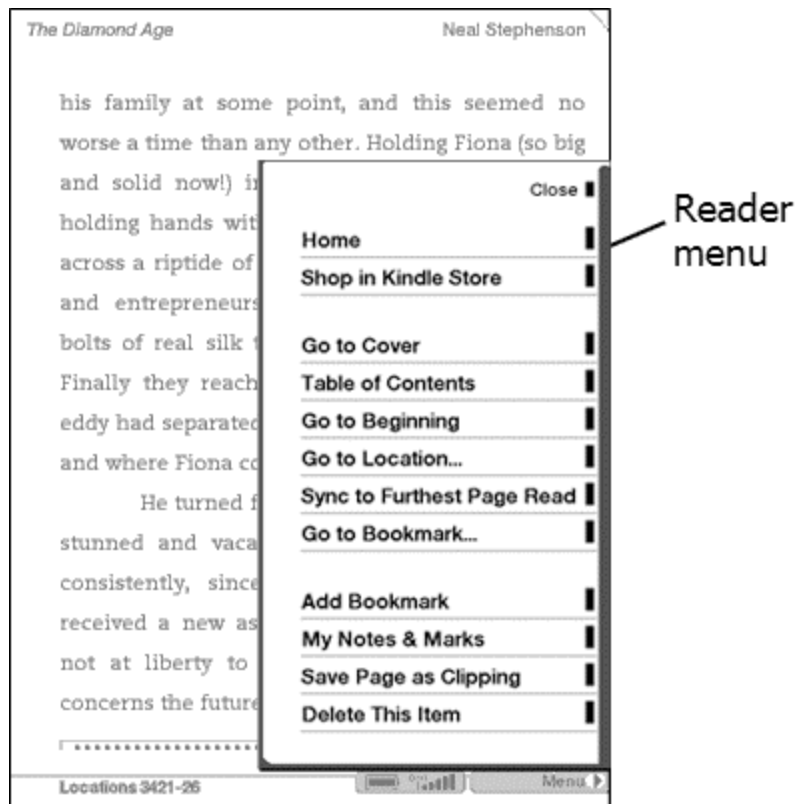 The Diamond Age Neal Stephenson
his family at some point, and this seemed no
worse a time than any other. Holding Fiona (so big
and solid now!) i
holding hands wit
across a riptide of
and entrepreneurs
bolts of real silk
Finally they reach
eddy had separated
and where Fiona co
He turned f
stunned and vaca
consistently, since
received a new as
not at liberty to
concerns the future
Close
Home
Shop in Kindle Store
Go to Cover
Table of Contents
Go to Beginning
Go to Location...
Sync to Furthest Page Read
Go to Bookmark...
Add Bookmark
My Notes & Marks
Save Page as Clipping
Delete This Item
Locations 3421-26
Menu
Reader
menu